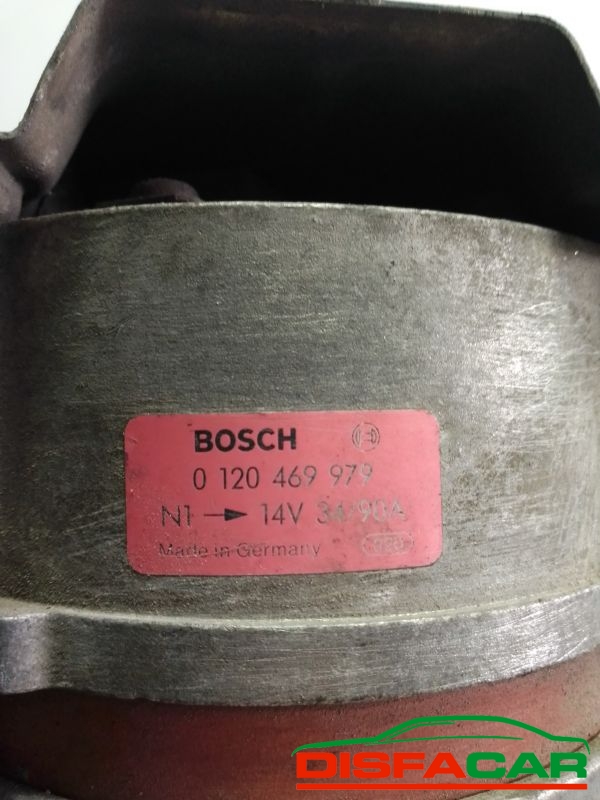 BOSCH
0 120 469 979
N1 → 14V 34/90A
Made in Germany
DISFACAR